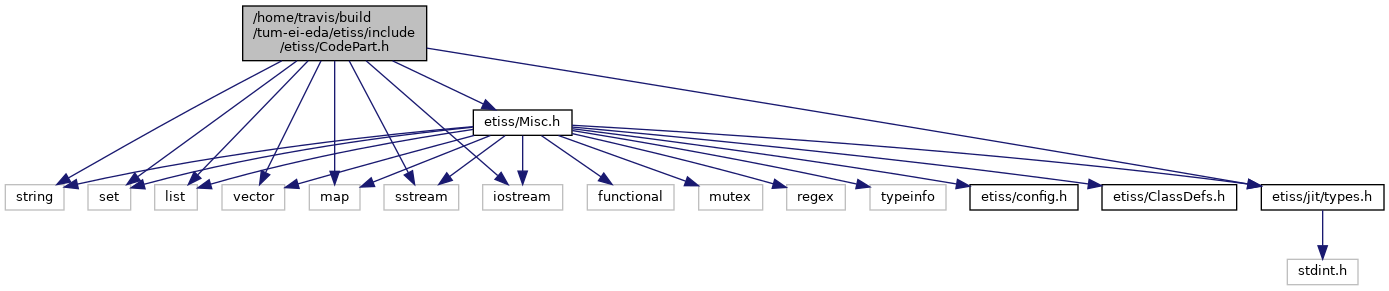 /home/travis/build
/tum-ei-eda/etiss/include
/etiss/CodePart.h
etiss/Misc.h
string
set
list
vector
map
sstream
iostream
functional
mutex
regex
typeinfo
etiss/config.h
etiss/ClassDefs.h
etiss/jit/types.h
stdint.h